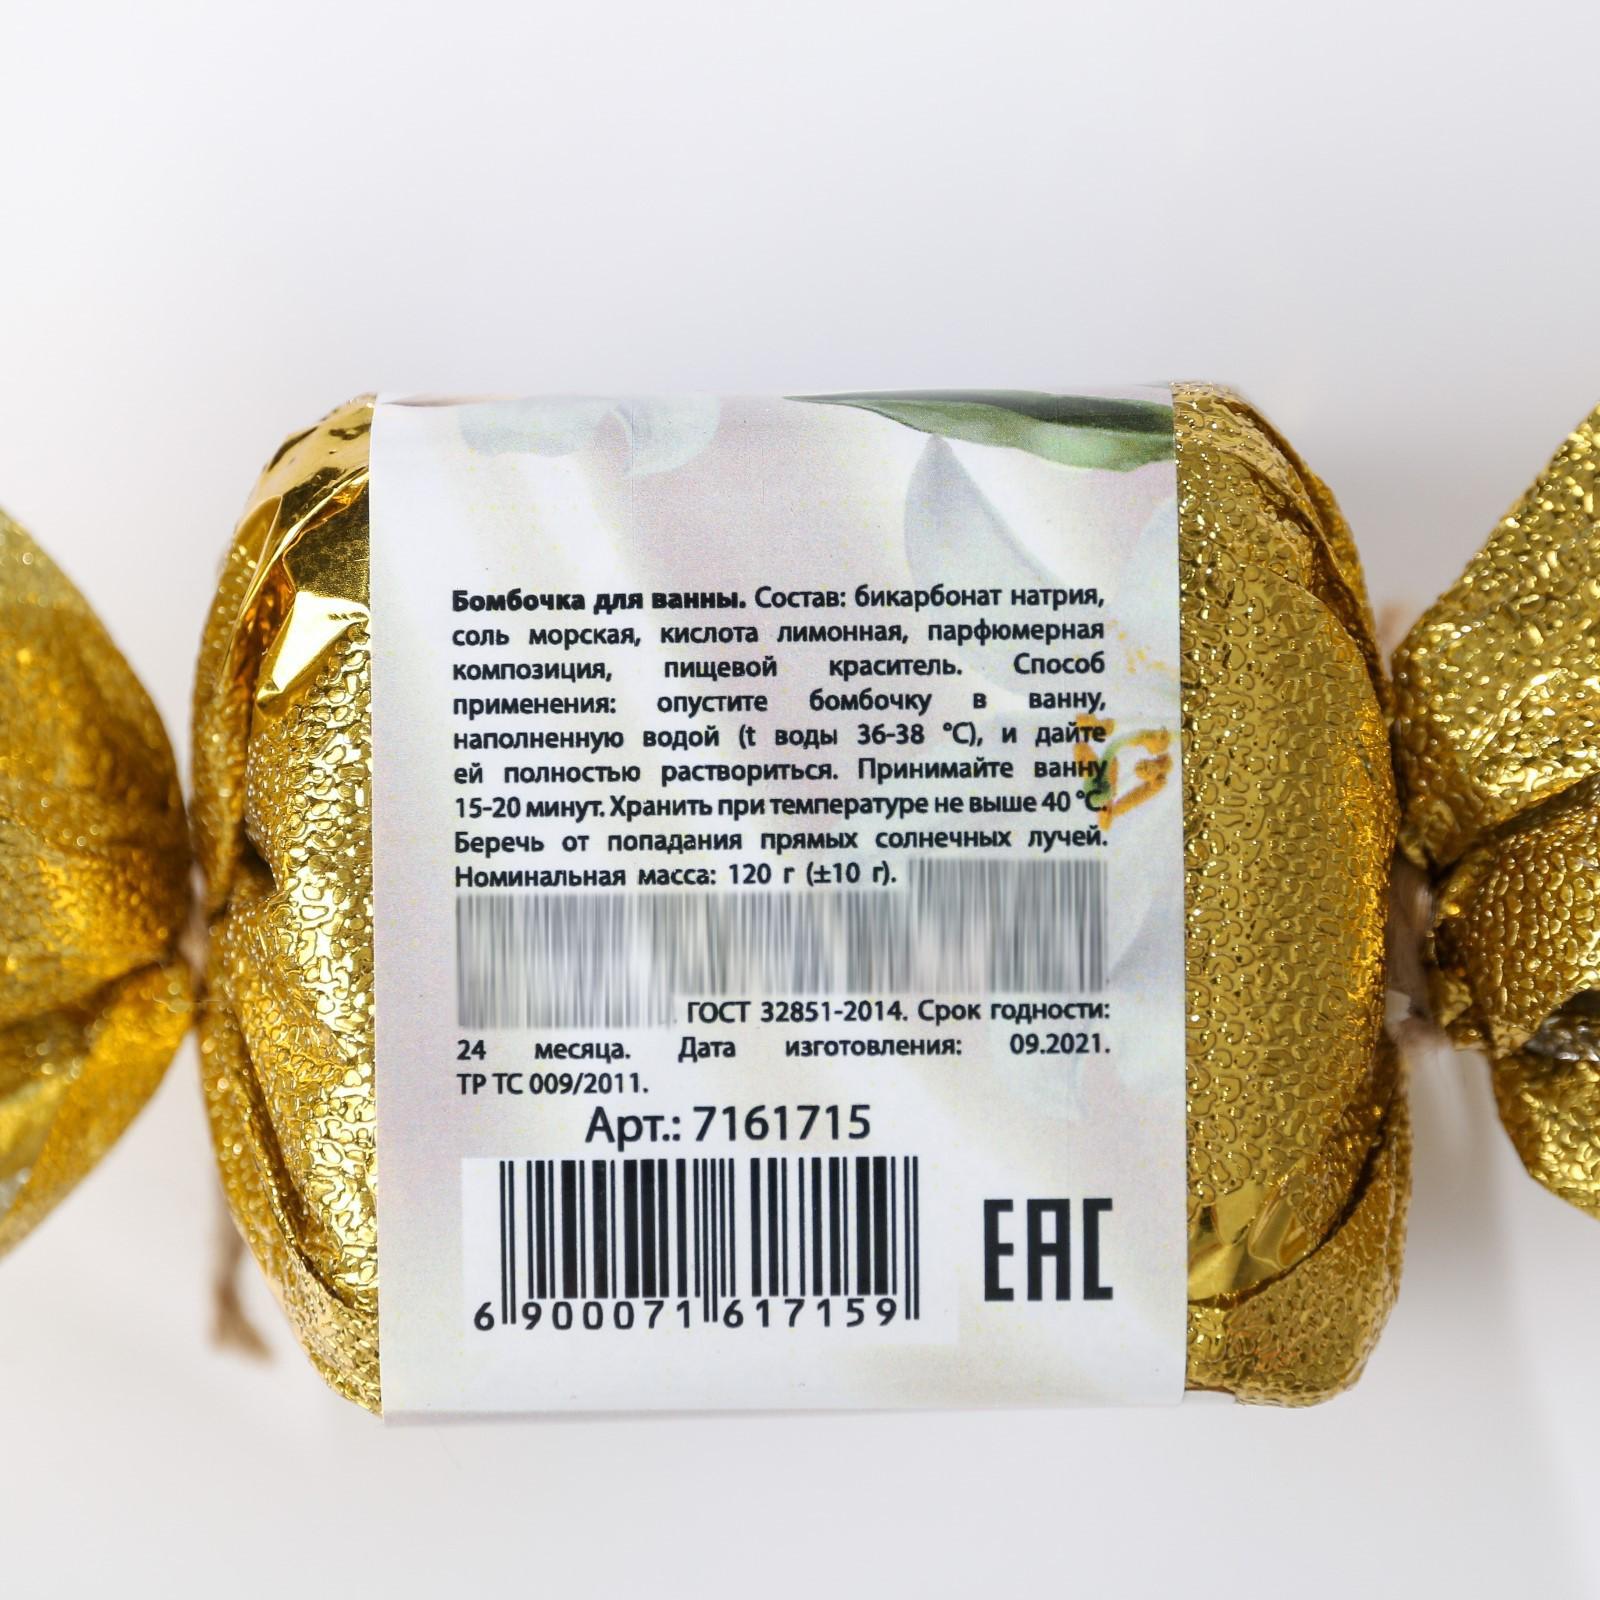 Бомбочка для ванны. Состав: бикарбонат натрия,
соль морская, кислота лимонная, парфюмерная
композиция, пищевой краситель. Способ
применения: опустите бомбочку в ванну,
наполненную водой (t воды 36-38 °С), и дайте
ей полностью раствориться. Принимайте ванну
15-20 минут. Хранить при температуре не выше 40 °С.
Беречь от попадания прямых солнечных лучей.
Номинальная масса: 120 г (±10 г).
ГОСТ 32851-2014. Срок годности:
24 месяца. Дата изготовления: 09.2021.
ТР ТС 009/2011.
Арт.: 7161715
6 900071 617159
ЕАС